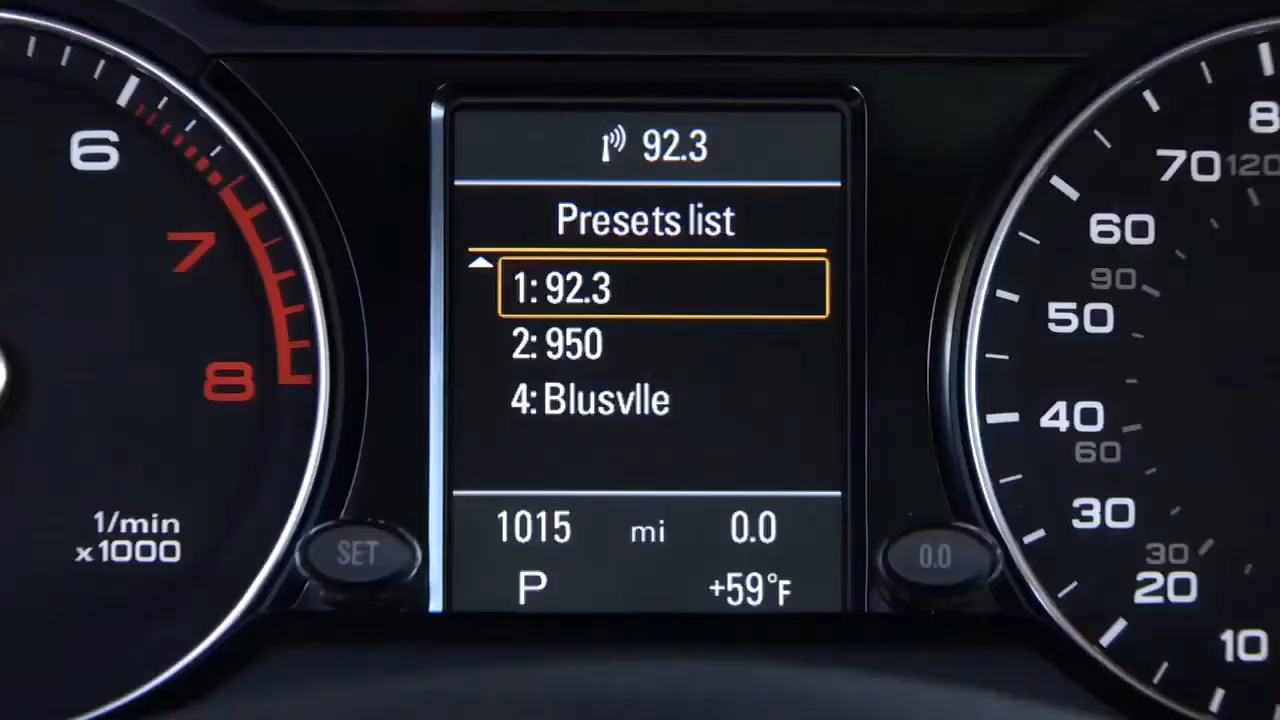 6
7
8
1/min
x1000
SET
92.3
Presets list
1: 92.3
2: 950
4: Blusvlle
1015 mi 0.0
P +59°F
0.0
8
70 120
60
90
50
40
60
30
30
20
10